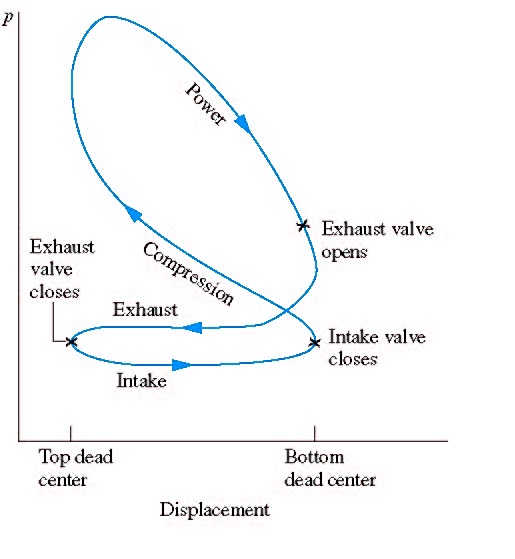 p
Power
Exhaust valve
opens
Exhaust
valve
closes
Compression
Exhaust
Intake valve
closes
Intake
Top dead
center
Bottom
dead center
Displacement